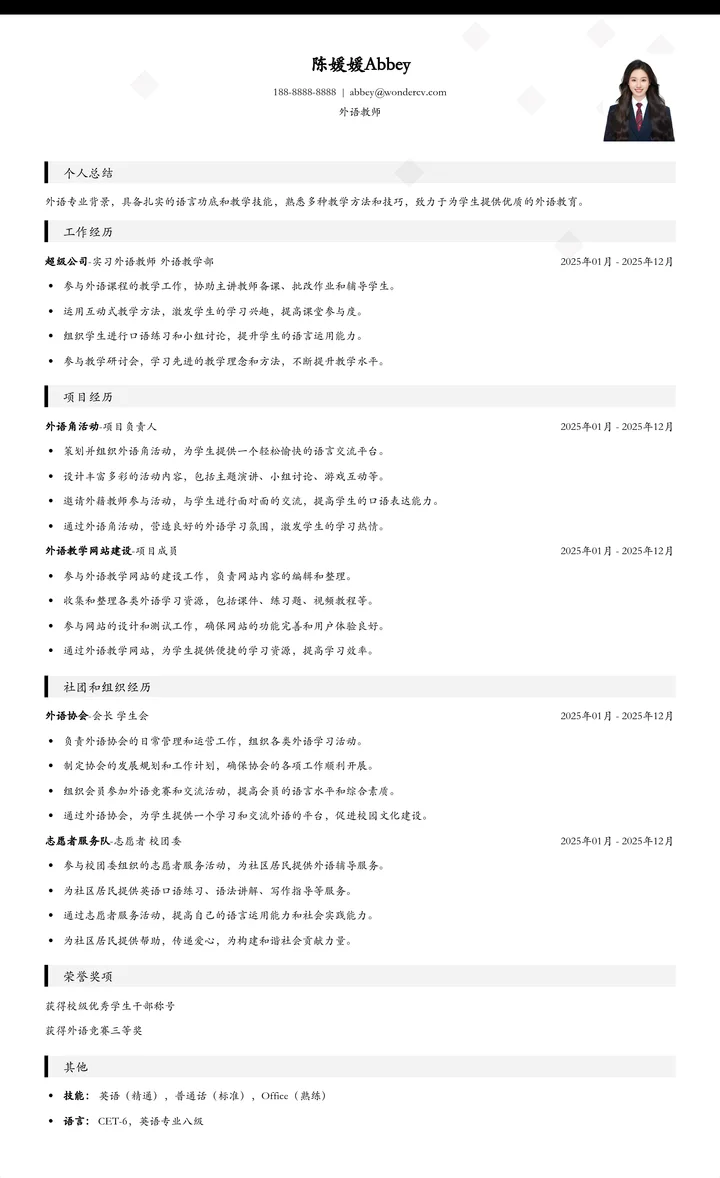 陈媛媛Abbey
188-8888-8888 | abbey@wondercv.com
外语教师
个人总结
外语专业背景，具备扎实的语言功底和教学技能，熟悉多种教学方法和技巧，致力于为学生提供优质的外语教育。
工作经历
超级公司-实习外语教师 外语教学部 2025年01月 - 2025年12月
• 参与外语课程的教学工作，协助主讲教师备课、批改作业和辅导学生。
• 运用互动式教学方法，激发学生的学习兴趣，提高课堂参与度。
• 组织学生进行口语练习和小组讨论，提升学生的语言运用能力。
• 参与教学研讨会，学习先进的教学理念和方法，不断提升教学水平。
项目经历
外语角活动-项目负责人 2025年01月 - 2025年12月
• 策划并组织外语角活动，为学生提供一个轻松愉快的语言交流平台。
• 设计丰富多彩的活动内容，包括主题演讲、小组讨论、游戏互动等。
• 邀请外籍教师参与活动，与学生进行面对面的交流，提高学生的口语表达能力。
• 通过外语角活动，营造良好的外语学习氛围，激发学生的学习热情。
外语教学网站建设-项目成员 2025年01月 - 2025年12月
• 参与外语教学网站的建设工作，负责网站内容的编辑和整理。
• 收集和整理各类外语学习资源，包括课件、练习题、视频教程等。
• 参与网站的设计和测试工作，确保网站的功能完善和用户体验良好。
• 通过外语教学网站，为学生提供便捷的学习资源，提高学习效率。
社团和组织经历
外语协会-会长 学生会 2025年01月 - 2025年12月
• 负责外语协会的日常管理和运营工作，组织各类外语学习活动。
• 制定协会的发展规划和工作计划，确保协会的各项工作顺利开展。
• 组织会员参加外语竞赛和交流活动，提高会员的语言水平和综合素质。
• 通过外语协会，为学生提供一个学习和交流外语的平台，促进校园文化建设。
志愿者服务队-志愿者 校团委 2025年01月 - 2025年12月
• 参与校团委组织的志愿者服务活动，为社区居民提供外语辅导服务。
• 为社区居民提供英语口语练习、语法讲解、写作指导等服务。
• 通过志愿者服务活动，提高自己的语言运用能力和社会实践能力。
• 为社区居民提供帮助，传递爱心，为构建和谐社会贡献力量。
荣誉奖项
获得校级优秀学生干部称号
获得外语竞赛三等奖
其他
• 技能： 英语（精通），普通话（标准），Office（熟练）
• 语言： CET-6，英语专业八级